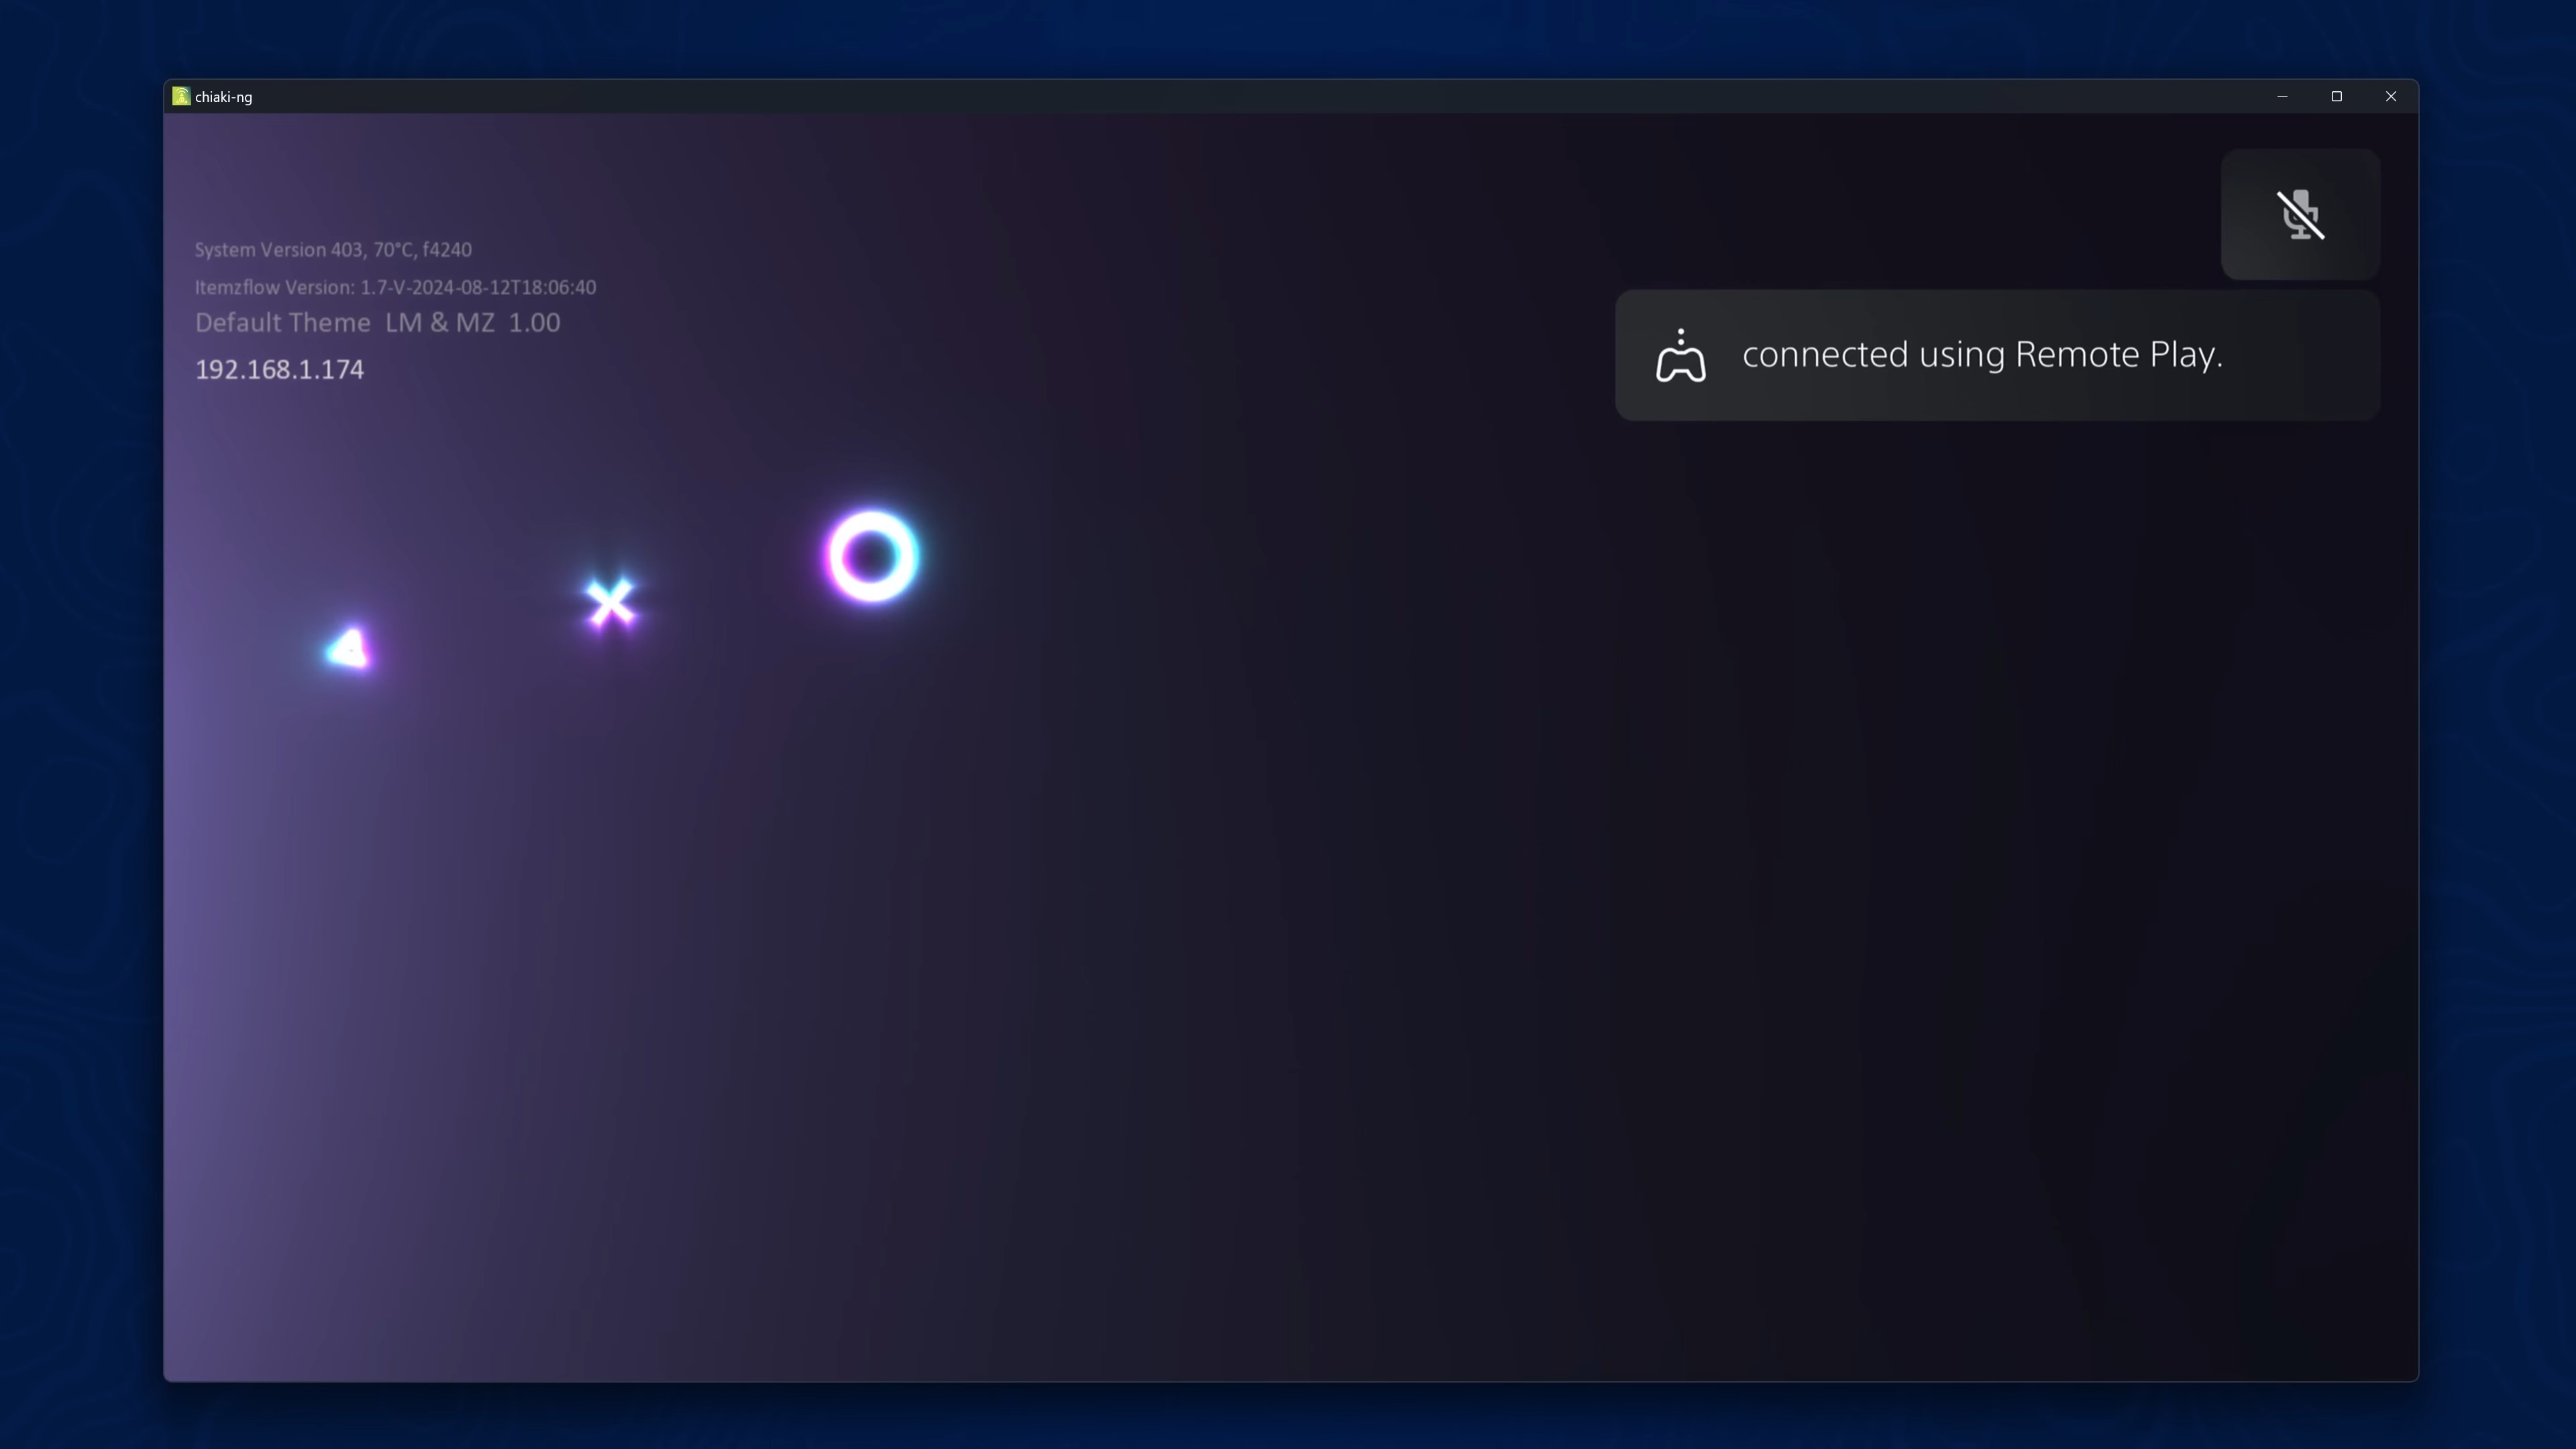 chiaki-ng
System Version 403, 70°C, f4240
Itemzflow Version: 1.7-V-2024-08-12T18:06:40
Default Theme LM & MZ 1.00
192.168.1.174
connected using Remote Play.